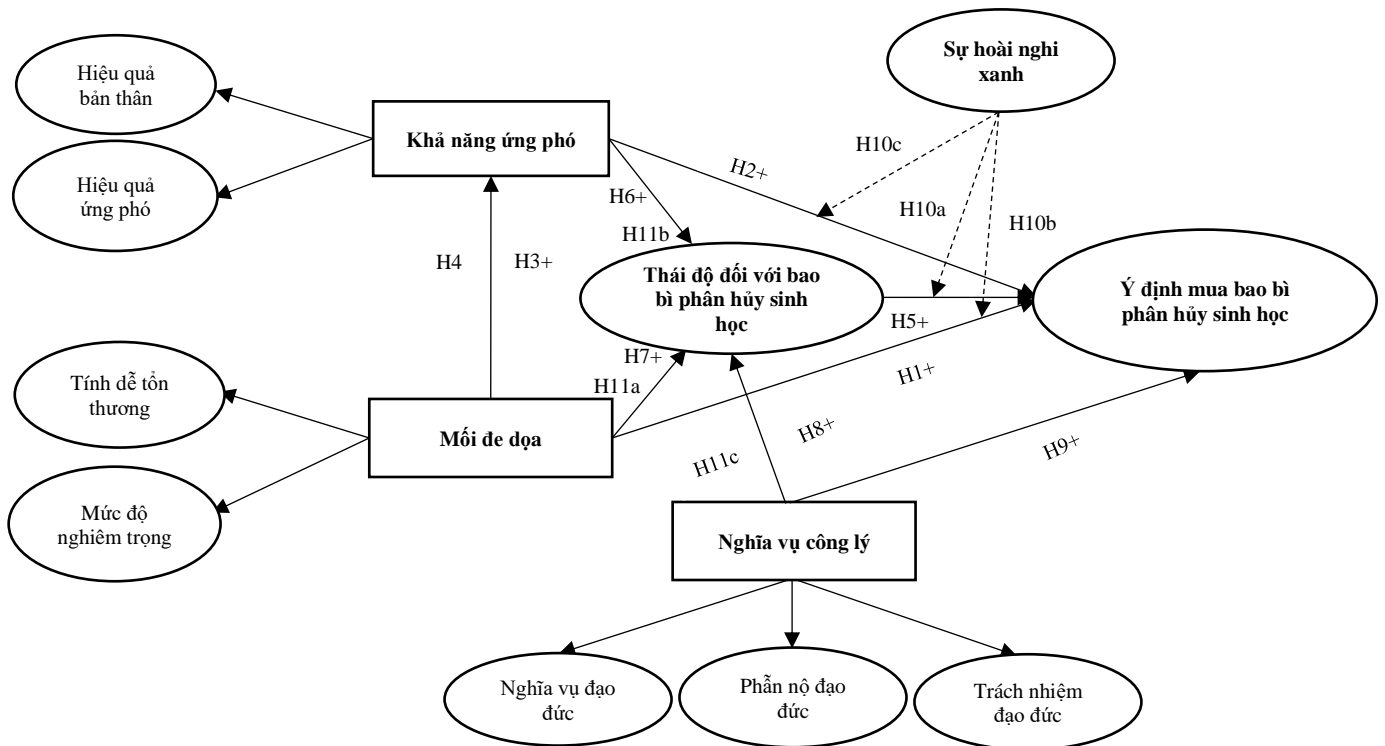 Sự hoài nghi
xanh
Hiệu quả
bản thân
Khả năng ứng phó
H10c
H2+
Hiệu quả
ứng phó
H6+
H10a
H10b
H11b
H4
H3+
Thái độ đối với bao
bì phân hủy sinh
học
Ý định mua bao bì
phân hủy sinh học
H5+
H7+
H11a
H1+
Tính dễ tổn
thương
Mối đe dọa
H8+
H9+
H11c
Mức độ
nghiêm trọng
Nghĩa vụ công lý
Nghĩa vụ đạo
đức
Phẫn nộ đạo
đức
Trách nhiệm
đạo đức